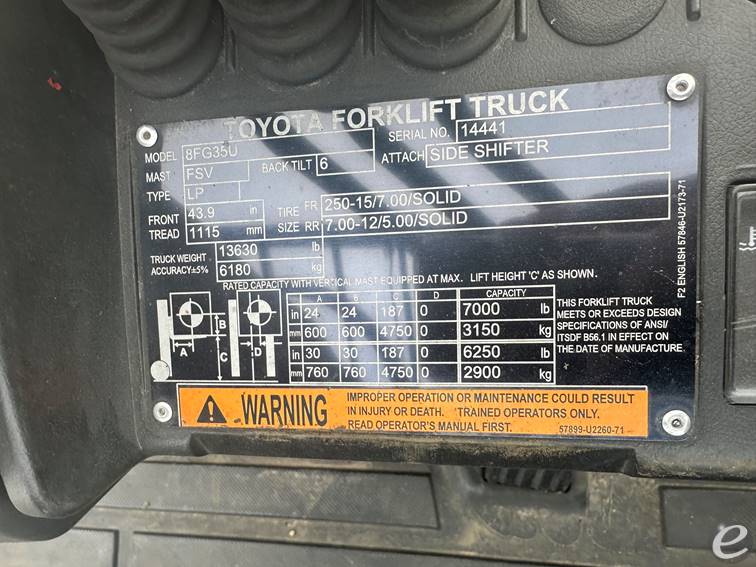 TOYOTA FORKLIFT TRUCK
MODEL 8FG35U SERIAL NO. 14441
MAST FSV BACK TILT 6 ATTACH SIDE SHIFTER
TYPE LP
FRONT TREAD 43.9 in TIRE SIZE FR 250-15/7.00/SOLID
1115 mm RR 7.00-12/5.00/SOLID
TRUCK WEIGHT 13630 lb
ACCURACY±5% 6180 kg
RATED CAPACITY WITH VERTICAL MAST EQUIPPED AT MAX. LIFT HEIGHT 'C' AS SHOWN.
A B C D CAPACITY
in 24 24 187 0 7000 lb
mm 600 600 4750 0 3150 kg
in 30 30 187 0 6250 lb
mm 760 760 4750 0 2900 kg
A B C D
THIS FORKLIFT TRUCK
MEETS OR EXCEEDS DESIGN
SPECIFICATIONS OF ANSI/
ITSDF B56.1 IN EFFECT ON
THE DATE OF MANUFACTURE.
F2 ENGLISH 57846-U2173-71
WARNING
IMPROPER OPERATION OR MAINTENANCE COULD RESULT
IN INJURY OR DEATH. TRAINED OPERATORS ONLY.
READ OPERATOR'S MANUAL FIRST. 57899-U2260-71
e